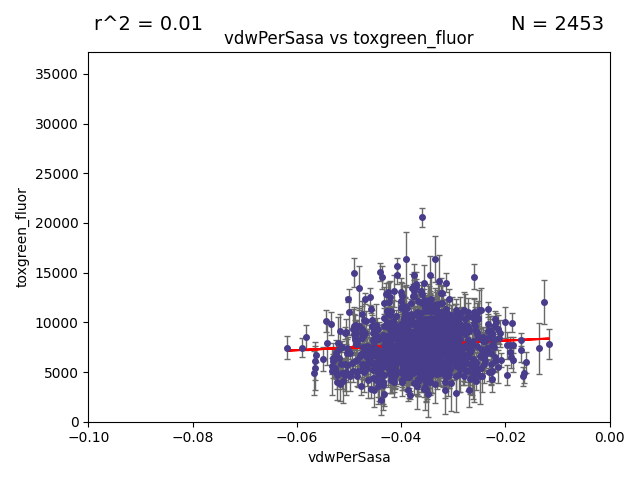 r^2 = 0.01
N = 2453
vdwPerSasa vs toxgreen_fluor
35000
30000
25000
20000
15000
10000
5000
0
toxgreen_fluor
−0.10
−0.08
−0.06
−0.04
−0.02
0.00
vdwPerSasa